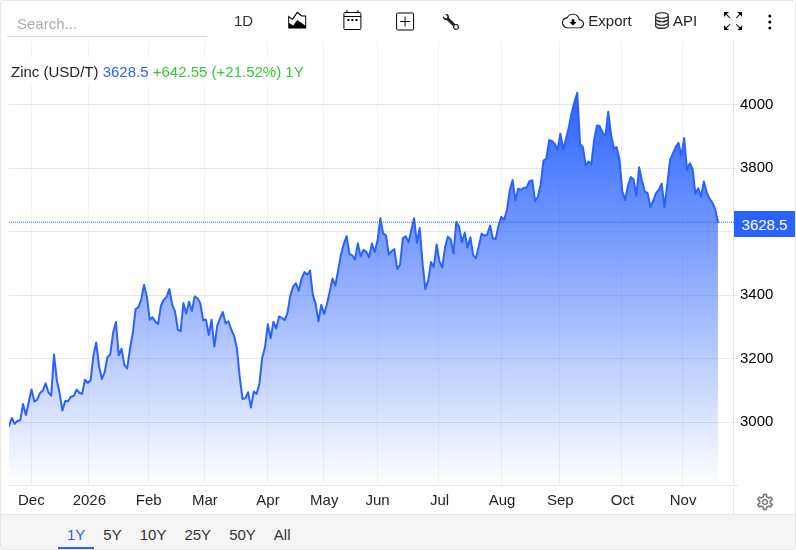 Search... 1D Export API
Zinc (USD/T) 3628.5 +642.55 (+21.52%) 1Y
4000
3800
3628.5
3400
3200
3000
Dec 2026 Feb Mar Apr May Jun Jul Aug Sep Oct Nov
1Y 5Y 10Y 25Y 50Y All